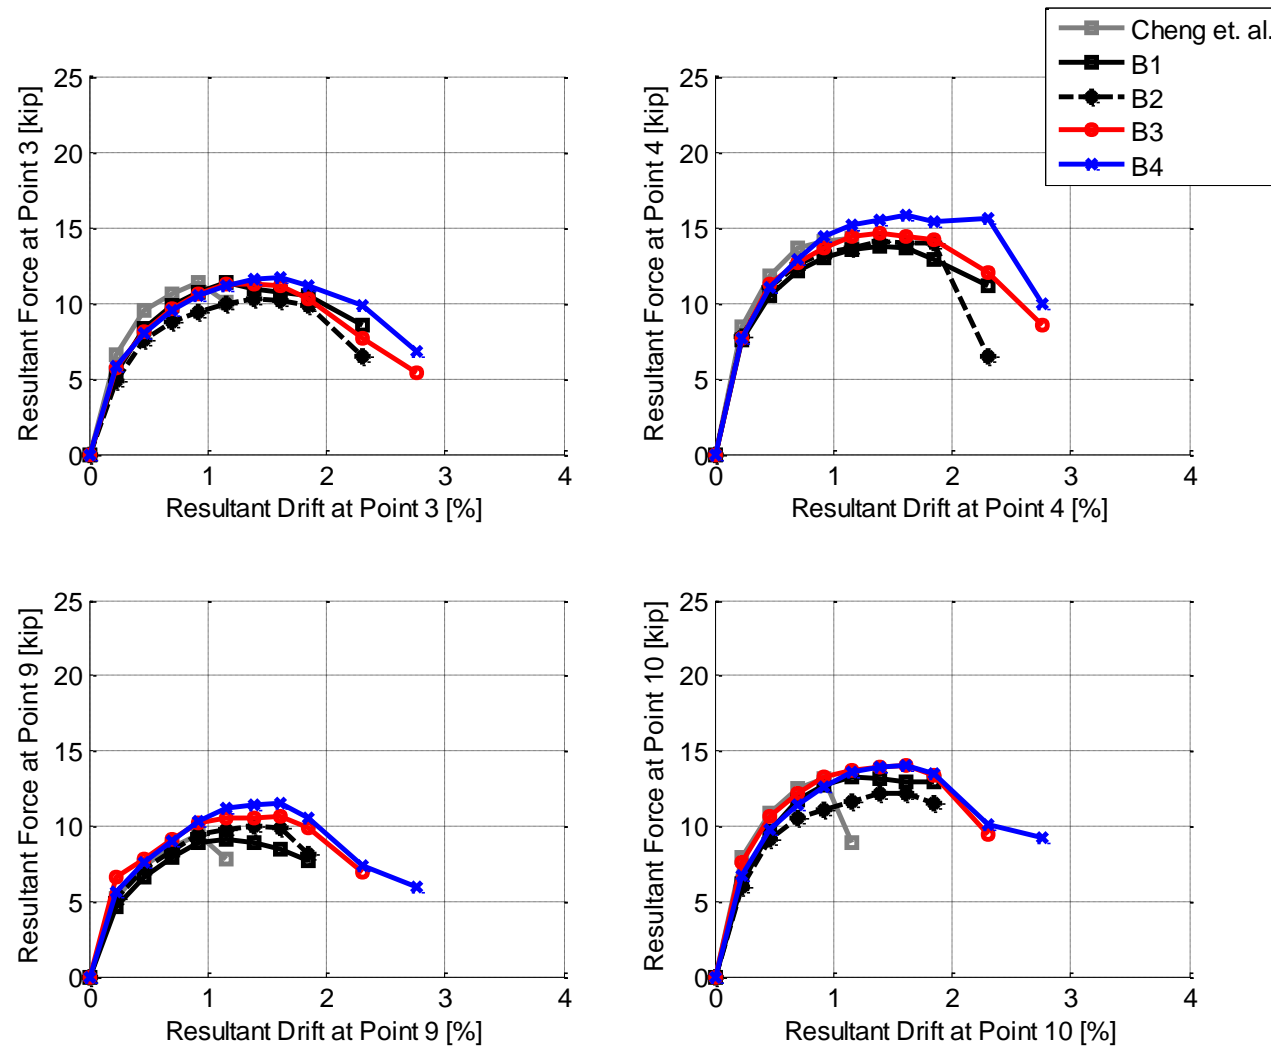 Cheng et. al.
B1
B2
B3
B4
25
20
15
10
5
0
0 1 2 3 4
Resultant Force at Point 3 [kip]
Resultant Drift at Point 3 [%]
25
20
15
10
5
0
0 1 2 3 4
Resultant Force at Point 4 [kip]
Resultant Drift at Point 4 [%]
25
20
15
10
5
0
0 1 2 3 4
Resultant Force at Point 9 [kip]
Resultant Drift at Point 9 [%]
25
20
15
10
5
0
0 1 2 3 4
Resultant Force at Point 10 [kip]
Resultant Drift at Point 10 [%]